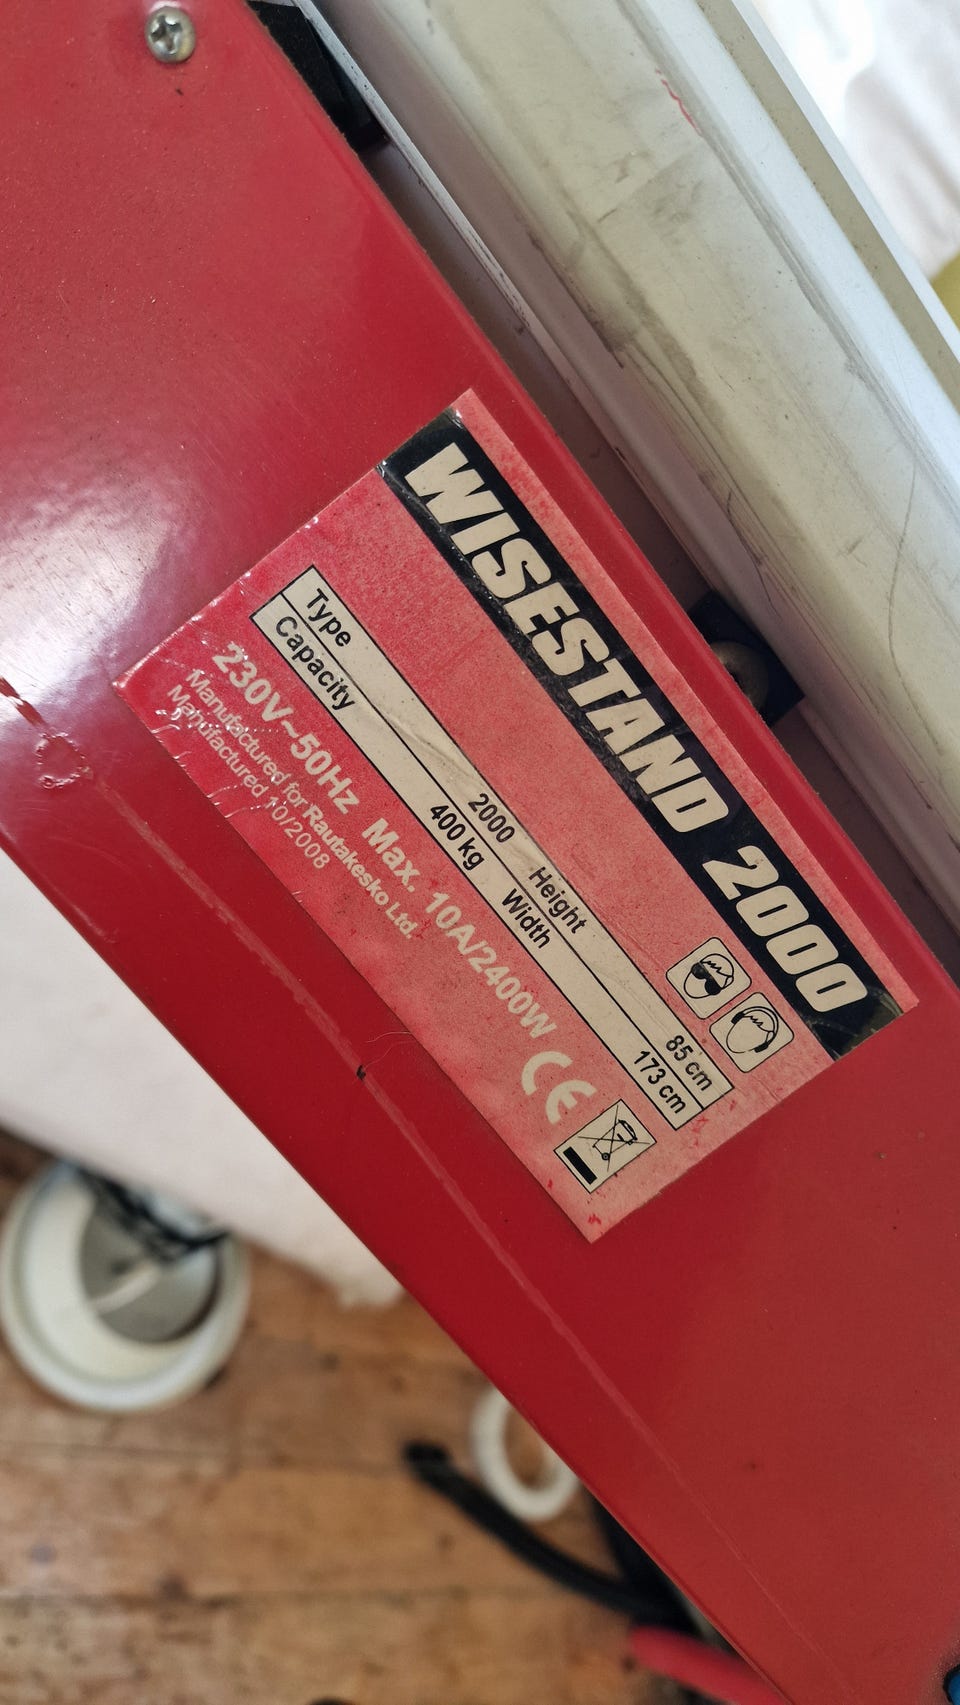 WISESTAND 2000
Type 2000 Height 85 cm
Capacity 400 kg Width 173 cm
230V~50Hz Max. 10A/2400W CE
Manufactured for Rautakesko Ltd.
Manufactured 10/2008